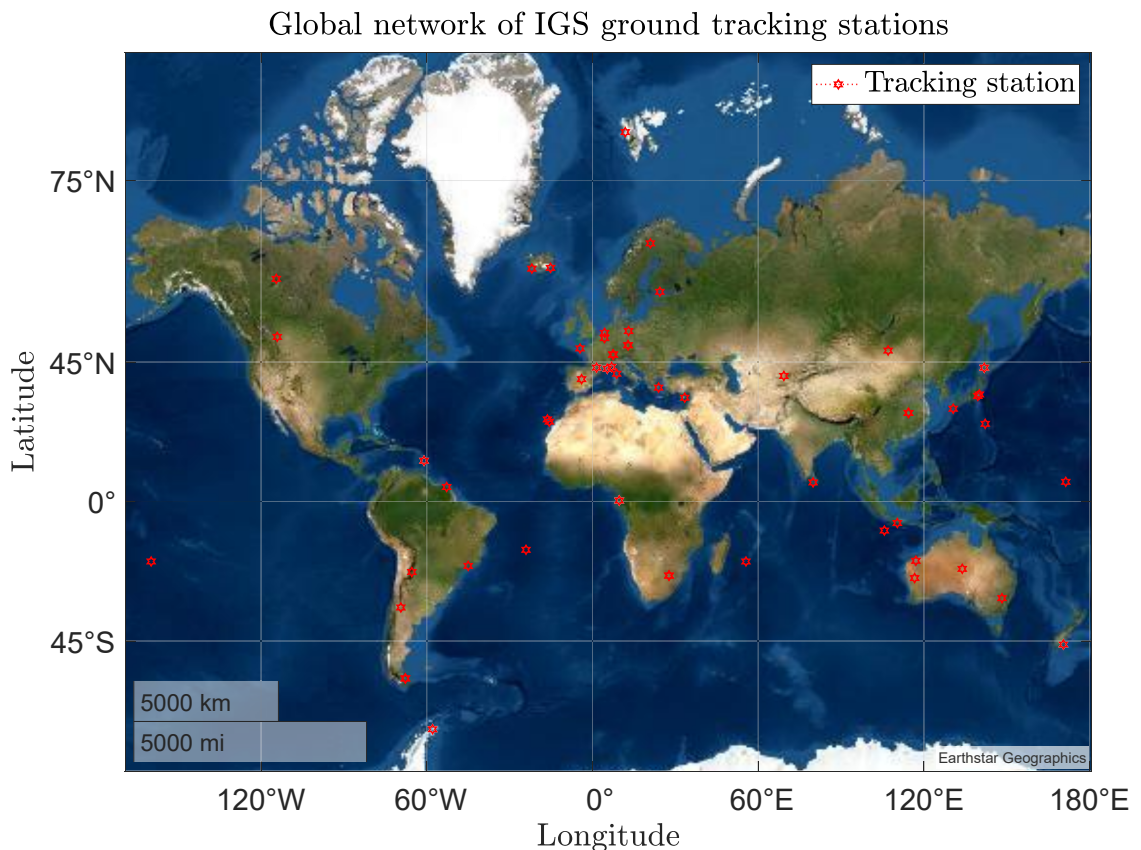 Global network of IGS ground tracking stations
Tracking station
75°N
45°N
0°
45°S
Latitude
5000 km
5000 mi
Earthstar Geographics
120°W
60°W
0°
60°E
120°E
180°E
Longitude